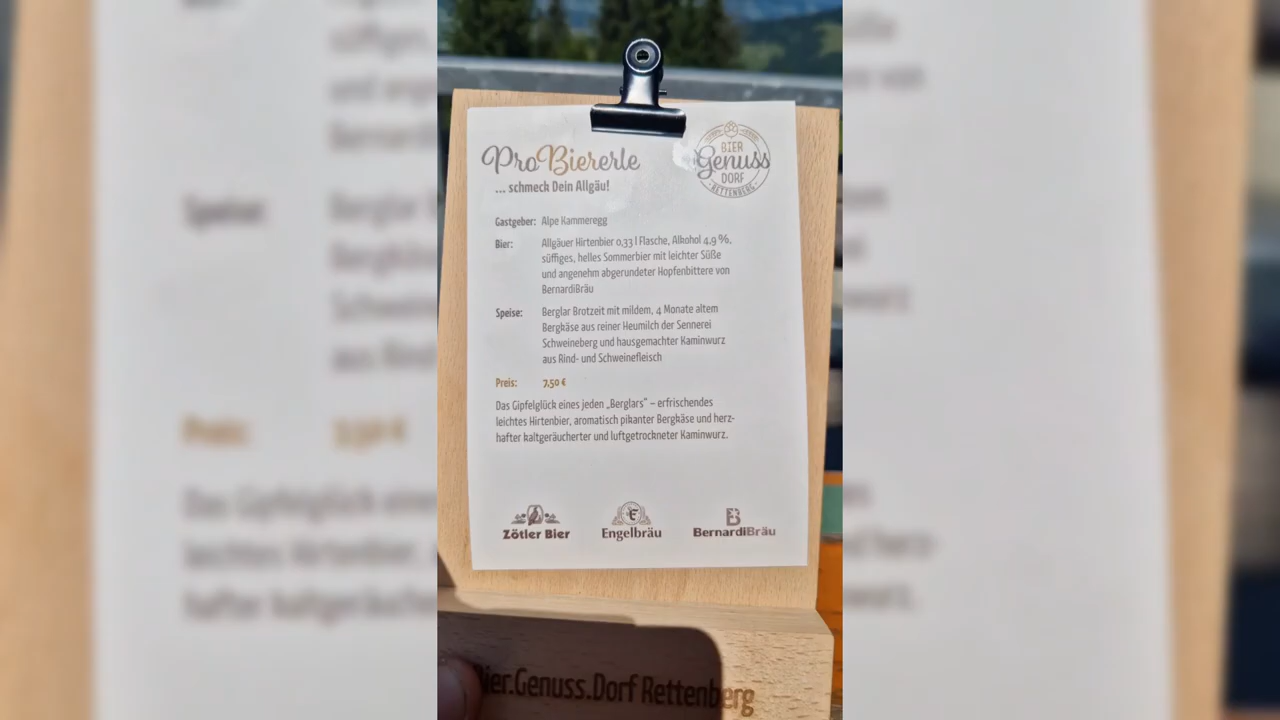 ProBiererle
... schmeck Dein Allgäu!
BIER
Genuss
DORF
RETTENBERG
Gastgeber: Alpe Kammeregg
Bier: Allgäuer Hirtenbier 0,33 l Flasche, Alkohol 4,9 %,
süffiges, helles Sommerbier mit leichter Süße
und angenehm abgerundeter Hopfenbittere von
BernardiBräu
Speise: Berglar Brotzeit mit mildem, 4 Monate altem
Bergkäse aus reiner Heumilch der Sennerei
Schweineberg und hausgemachter Kaminwurz
aus Rind- und Schweinefleisch
Preis: 7,50 €
Das Gipfelglück eines jeden „Berglars" – erfrischendes
leichtes Hirtenbier, aromatisch pikanter Bergkäse und herz-
hafter kaltgeräucherter und luftgetrockneter Kaminwurz.
Zötler Bier
Engelbräu
BernardiBräu
Bier.Genuss.Dorf Rettenberg